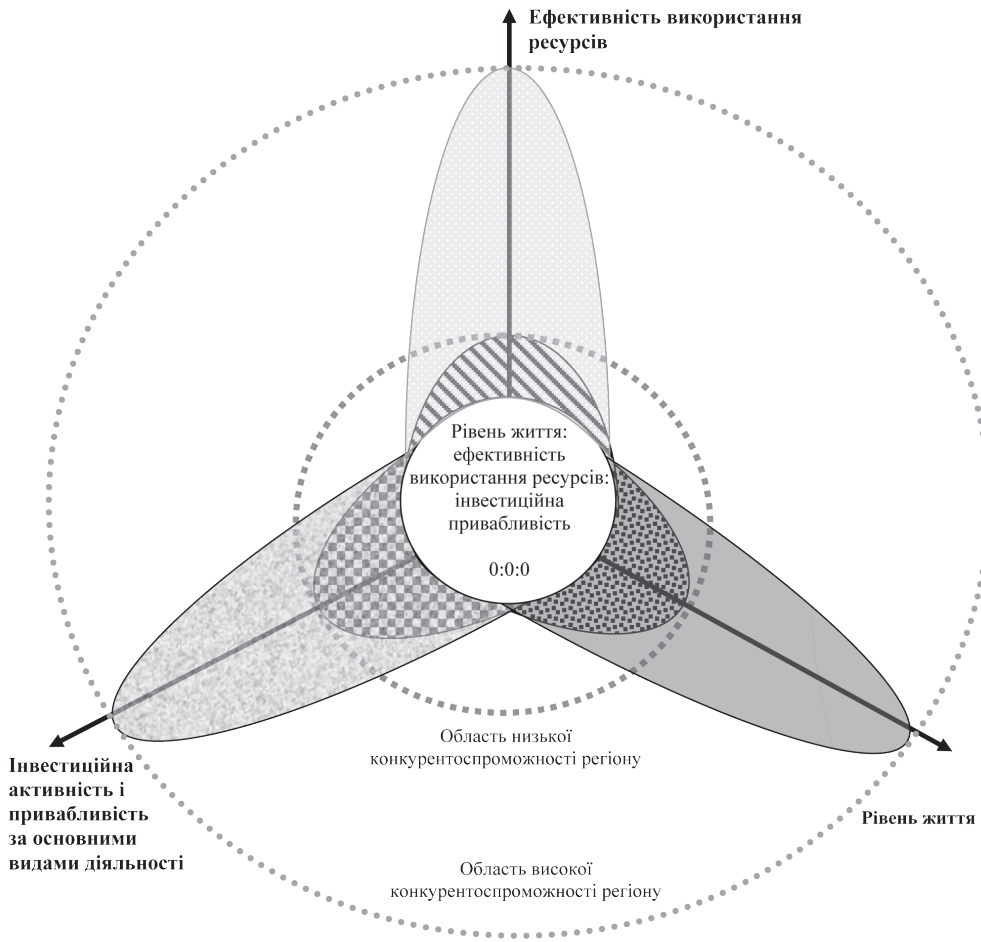 Ефективність використання
ресурсів
Рівень життя:
ефективність
використання ресурсів:
інвестиційна
привабливість
0:0:0
Область низької
конкурентоспроможності регіону
Інвестиційна
активність і
привабливість
за основними
видами діяльності
Рівень життя
Область високої
конкурентоспроможності регіону